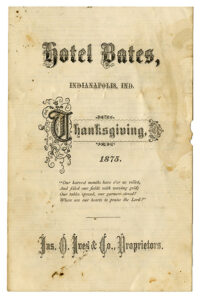 Hotel Bates,
INDIANAPOLIS, IND.
Thanksgiving,
1875.
"Our harvest months have o'er us rolled,
And filled our fields with waving gold;
Our tables spread, our garners stored!
Where are our hearts to praise the Lord?"
Jas. O. Ives & Co., Proprietors.